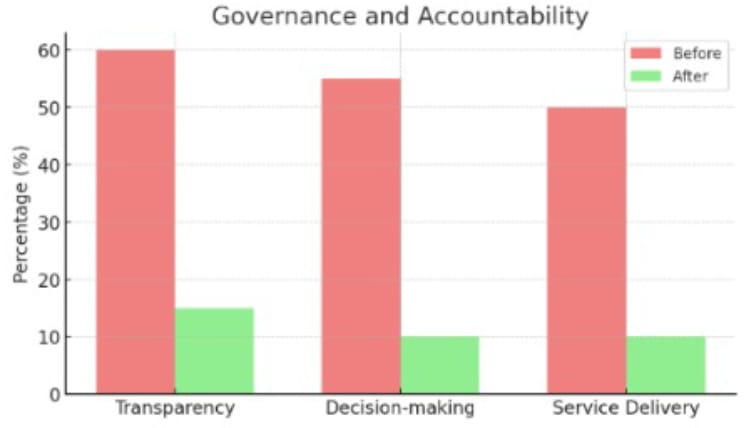 Governance and Accountability
Before
After
Percentage (%)
60
50
40
30
20
10
0
Transparency
Decision-making
Service Delivery